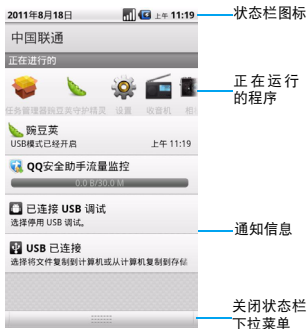 2011年8月18日 上午 11:19 状态栏图标
中国联通
正在进行的
正在运行
的程序
任务管理器 豌豆荚守护精灵 设置 收音机 相
豌豆荚
USB模式已经开启 上午 11:19
QQ安全助手流量监控
0.0 B/30.0 M
已连接 USB 调试
选择停用 USB 调试。
通知信息
USB 已连接
选择将文件复制到计算机或从计算机复制到存储
关闭状态栏
下拉菜单